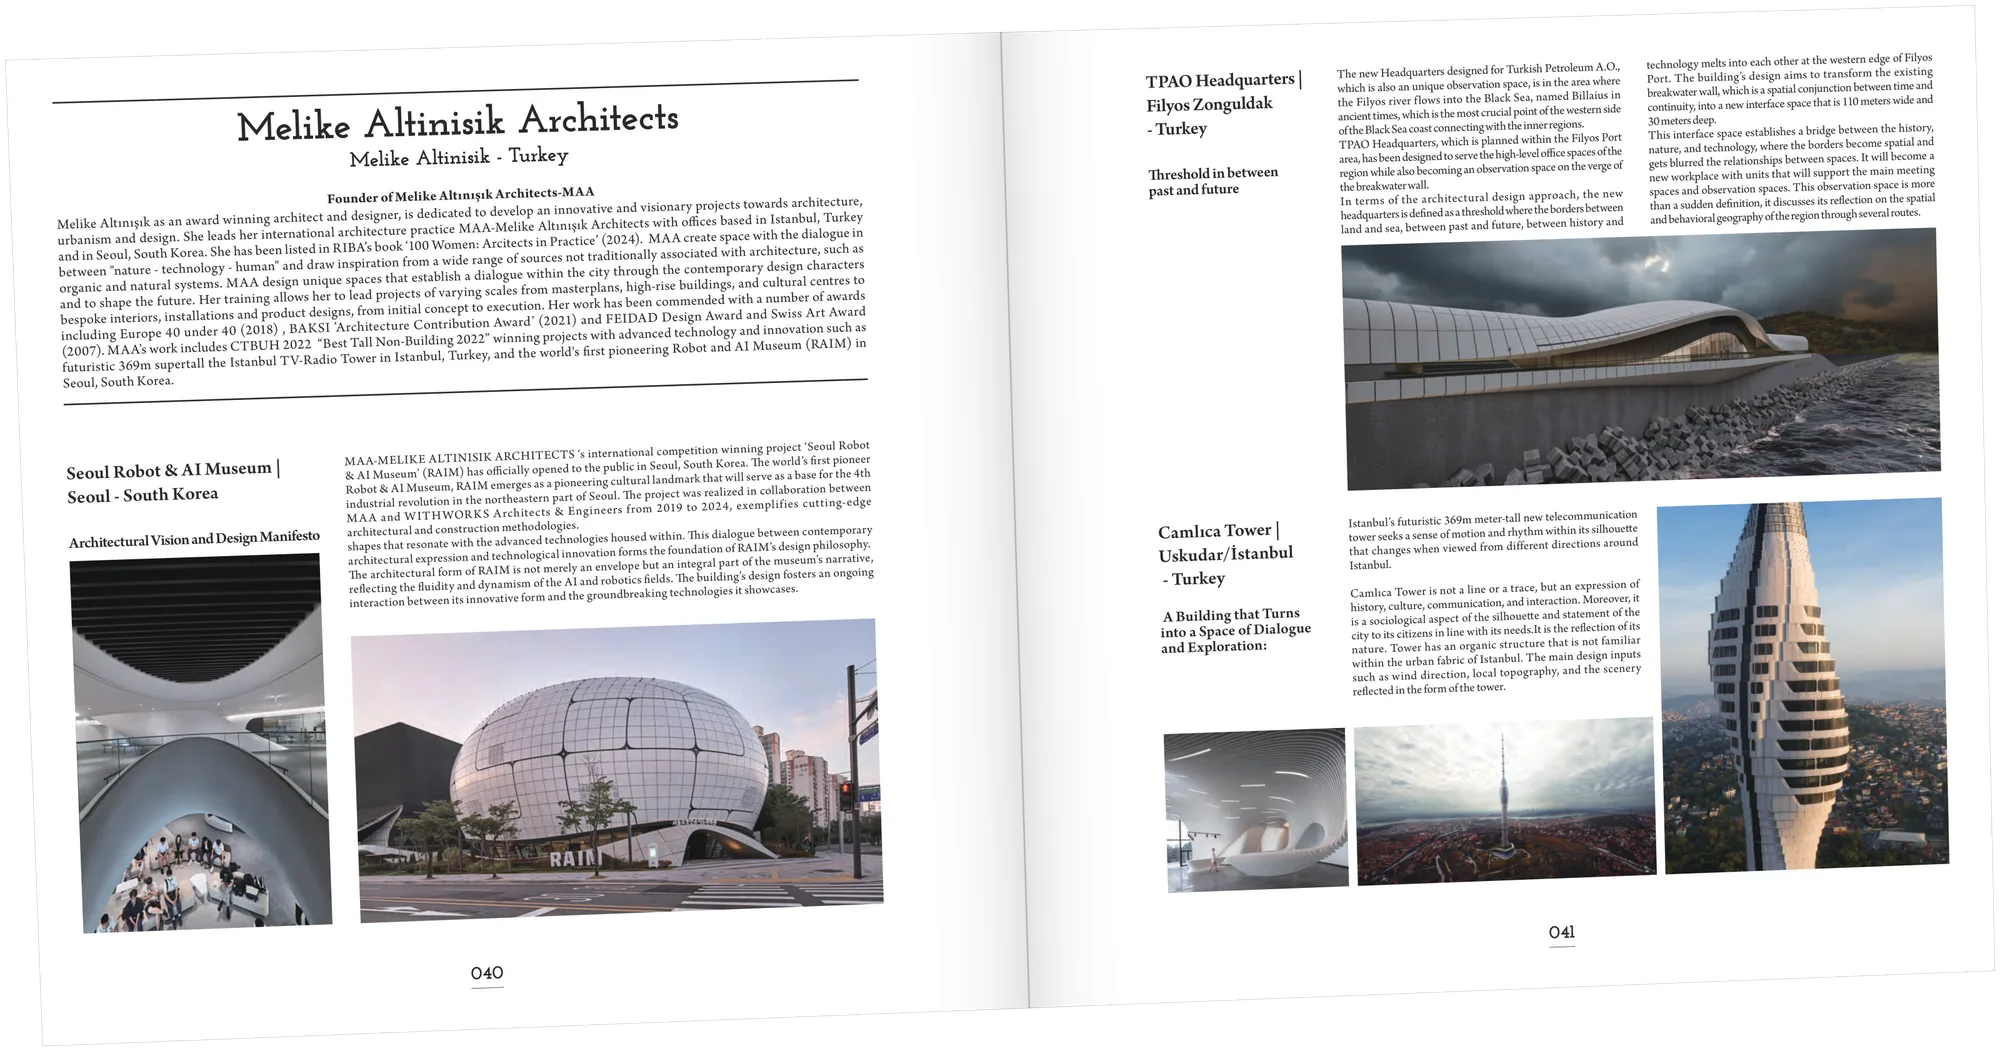 Melike Altinisik Architects
Melike Altinisik - Turkey
Founder of Melike Altınışık Architects-MAA
Melike Altınışık as an award winning architect and designer, is dedicated to develop an innovative and visionary projects towards architecture,
urbanism and design. She leads her international architecture practice MAA-Melike Altınışık Architects with offices based in Istanbul, Turkey
and in Seoul, South Korea. She has been listed in RIBA's book '100 Women: Arcitects in Practice' (2024). MAA create space with the dialogue in
between "nature - technology - human" and draw inspiration from a wide range of sources not traditionally associated with architecture, such as
organic and natural systems. MAA design unique spaces that establish a dialogue within the city through the contemporary design characters
and to shape the future. Her training allows her to lead projects of varying scales from masterplans, high-rise buildings, and cultural centres to
bespoke interiors, installations and product designs, from initial concept to execution. Her work has been commended with a number of awards
including Europe 40 under 40 (2018) , BAKSI 'Architecture Contribution Award' (2021) and FEIDAD Design Award and Swiss Art Award
(2007). MAA's work includes CTBUH 2022 “Best Tall Non-Building 2022” winning projects with advanced technology and innovation such as
futuristic 369m supertall the Istanbul TV-Radio Tower in Istanbul, Turkey, and the world's first pioneering Robot and AI Museum (RAIM) in
Seoul, South Korea.
Seoul Robot & AI Museum |
Seoul - South Korea
Architectural Vision and Design Manifesto
MAA-MELIKE ALTINISIK ARCHITECTS 's international competition winning project 'Seoul Robot
& AI Museum' (RAIM) has officially opened to the public in Seoul, South Korea. The world's first pioneer
Robot & AI Museum, RAIM emerges as a pioneering cultural landmark that will serve as a base for the 4th
industrial revolution in the northeastern part of Seoul. The project was realized in collaboration between
MAA and WITHWORKS Architects & Engineers from 2019 to 2024, exemplifies cutting-edge
architectural and construction methodologies.
shapes that resonate with the advanced technologies housed within. This dialogue between contemporary
architectural expression and technological innovation forms the foundation of RAIM's design philosophy.
The architectural form of RAIM is not merely an envelope but an integral part of the museum's narrative,
reflecting the fluidity and dynamism of the AI and robotics fields. The building's design fosters an ongoing
interaction between its innovative form and the groundbreaking technologies it showcases.
RAIM
040
TPAO Headquarters |
Filyos Zonguldak
- Turkey
Threshold in between
past and future
The new Headquarters designed for Turkish Petroleum A.O.,
which is also an unique observation space, is in the area where
the Filyos river flows into the Black Sea, named Billaius in
ancient times, which is the most crucial point of the western side
of the Black Sea coast connecting with the inner regions.
TPAO Headquarters, which is planned within the Filyos Port
area, has been designed to serve the high-level office spaces of the
region while also becoming an observation space on the verge of
the breakwater wall.
In terms of the architectural design approach, the new
headquarters is defined as a threshold where the borders between
land and sea, between past and future, between history and
technology melts into each other at the western edge of Filyos
Port. The building's design aims to transform the existing
breakwater wall, which is a spatial conjunction between time and
continuity, into a new interface space that is 110 meters wide and
30 meters deep.
This interface space establishes a bridge between the history,
nature, and technology, where the borders become spatial and
gets blurred the relationships between spaces. It will become a
new workplace with units that will support the main meeting
spaces and observation spaces. This observation space is more
than a sudden definition, it discusses its reflection on the spatial
and behavioral geography of the region through several routes.
Camlıca Tower |
Uskudar/İstanbul
- Turkey
A Building that Turns
into a Space of Dialogue
and Exploration:
Istanbul's futuristic 369m meter-tall new telecommunication
tower seeks a sense of motion and rhythm within its silhouette
that changes when viewed from different directions around
Istanbul.
Camlıca Tower is not a line or a trace, but an expression of
history, culture, communication, and interaction. Moreover, it
is a sociological aspect of the silhouette and statement of the
city to its citizens in line with its needs.It is the reflection of its
nature. Tower has an organic structure that is not familiar
within the urban fabric of Istanbul. The main design inputs
such as wind direction, local topography, and the scenery
reflected in the form of the tower.
041